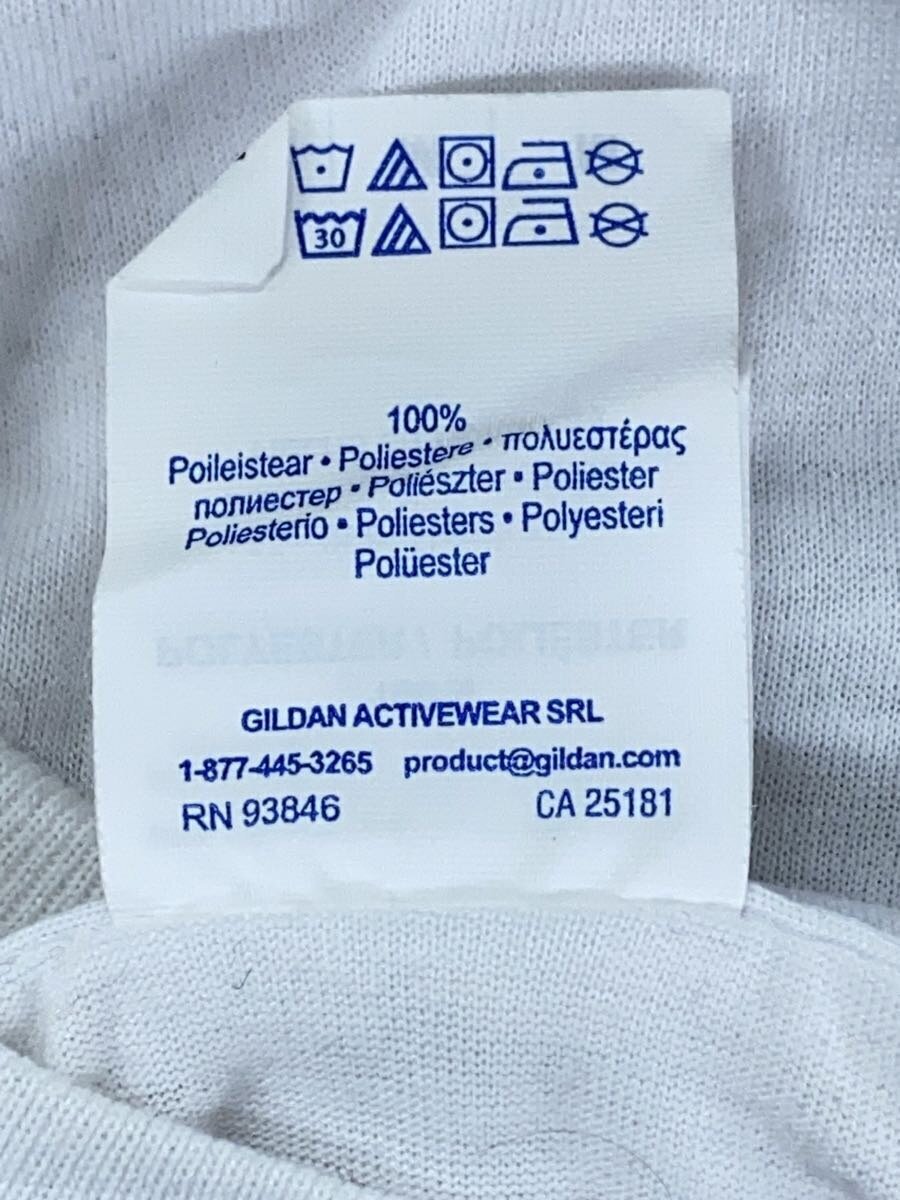 30
100%
Poileistear • Poliestere • πολυεστέρας
полиестер • Poliészter • Poliester
Poliesterio • Poliesters • Polyesteri
Polüester
GILDAN ACTIVEWEAR SRL
1-877-445-3265 product@gildan.com
RN 93846 CA 25181